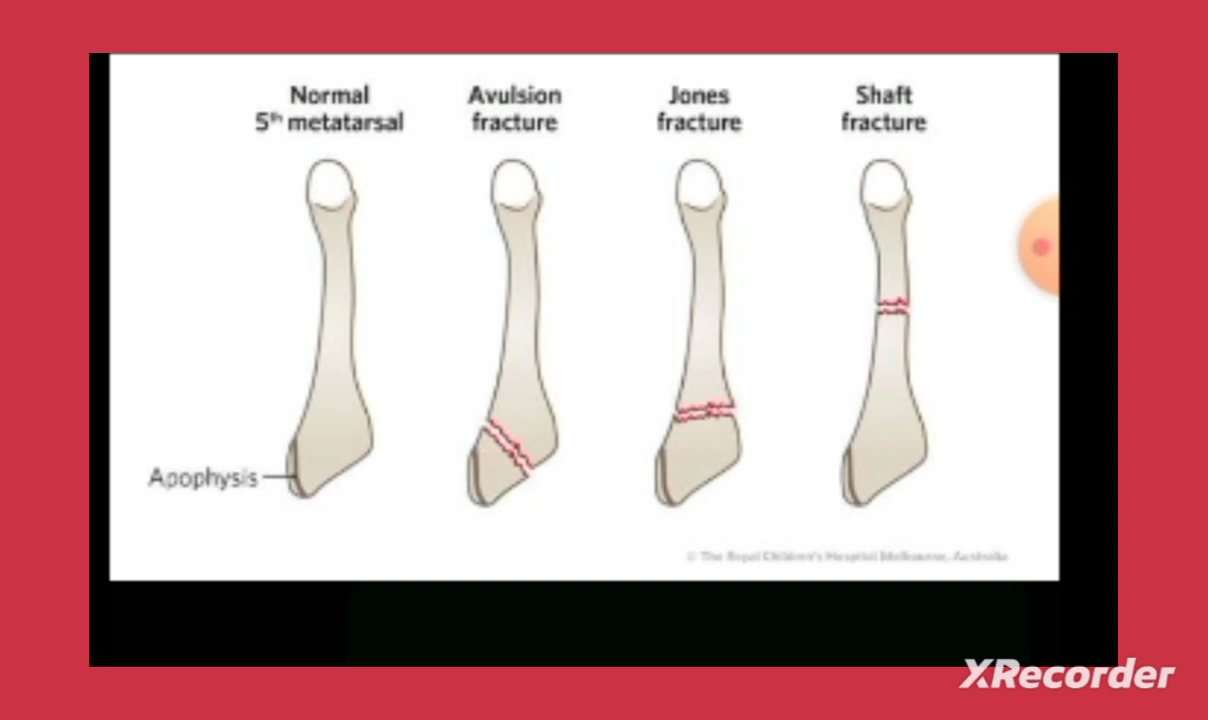 Normal
5th metatarsal
Avulsion
fracture
Jones
fracture
Shaft
fracture
Apophysis
© The Royal Children's Hospital Melbourne, Australia
XRecorder